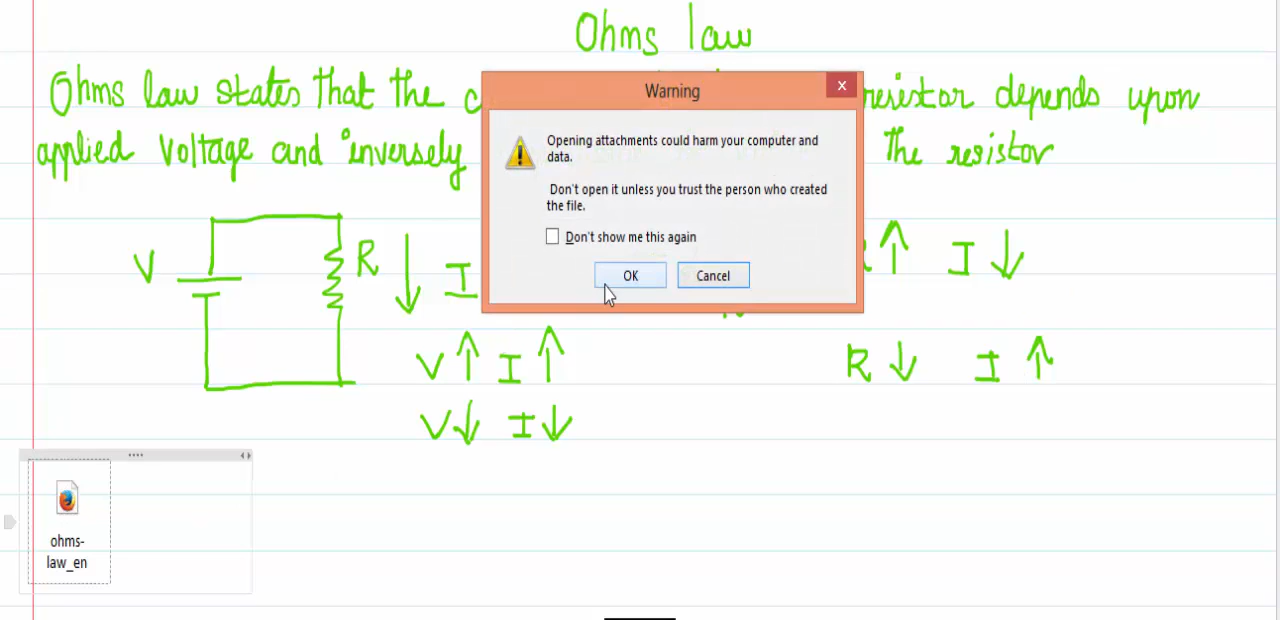 Ohms law
Ohms law states that the resistor depends upon
applied voltage and inversely the resistor
Warning
Opening attachments could harm your computer and
data.
Don't open it unless you trust the person who created
the file.
Don't show me this again
OK Cancel
V R ↓ I R ↑ I ↓
V ↑ I ↑ R ↓ I ↑
V ↓ I ↓
ohms-
law_en